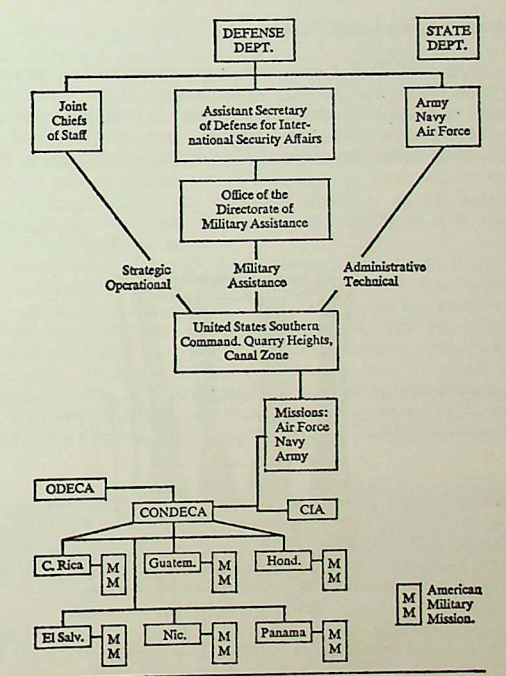 DEFENSE
DEPT.
STATE
DEPT.
Joint
Chiefs
of Staff
Assistant Secretary
of Defense for Inter-
national Security Affairs
Army
Navy
Air Force
Office of the
Directorate of
Military Assistance
Strategic
Operational
Military
Assistance
Administrative
Technical
United States Southern
Command. Quarry Heights,
Canal Zone
Missions:
Air Force
Navy
Army
ODECA
CONDECA
CIA
C. Rica
M
M
Guatem.
M
M
Hond.
M
M
M
M
American
Military
Mission.
El Salv.
M
M
Nic.
M
M
Panama
M
M